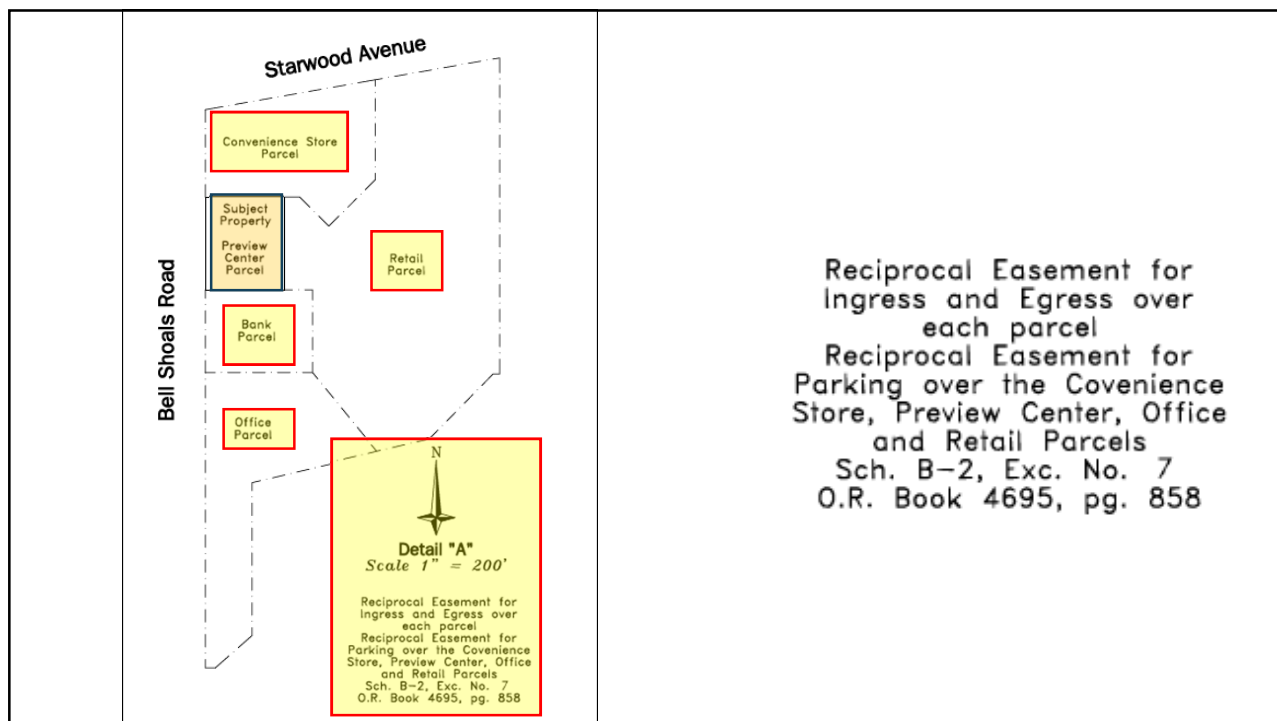 Starwood Avenue
Convenience Store
Parcel
Subject
Property
Preview
Center
Parcel
Retail
Parcel
Bell Shoals Road
Bank
Parcel
Office
Parcel
N
Detail "A"
Scale 1" = 200'
Reciprocal Easement for
Ingress and Egress over
each parcel
Reciprocal Easement for
Parking over the Covenience
Store, Preview Center, Office
and Retail Parcels
Sch. B-2, Exc. No. 7
O.R. Book 4695, pg. 858
Reciprocal Easement for
Ingress and Egress over
each parcel
Reciprocal Easement for
Parking over the Covenience
Store, Preview Center, Office
and Retail Parcels
Sch. B-2, Exc. No. 7
O.R. Book 4695, pg. 858